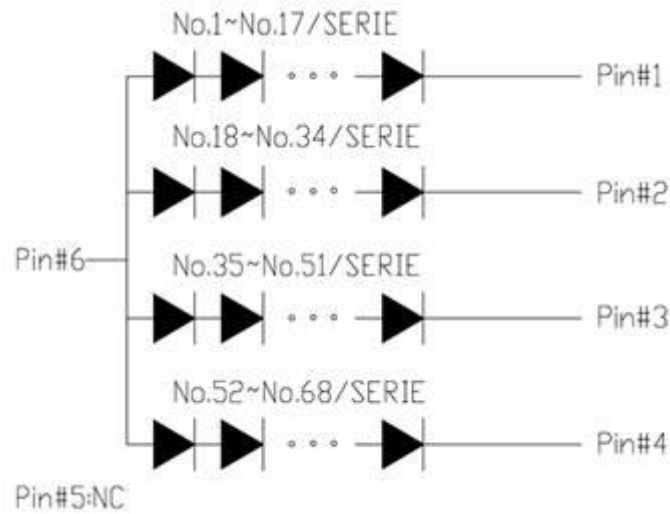 No.1~No.17/SERIE
Pin#1
No.18~No.34/SERIE
Pin#2
Pin#6
No.35~No.51/SERIE
Pin#3
No.52~No.68/SERIE
Pin#4
Pin#5:NC